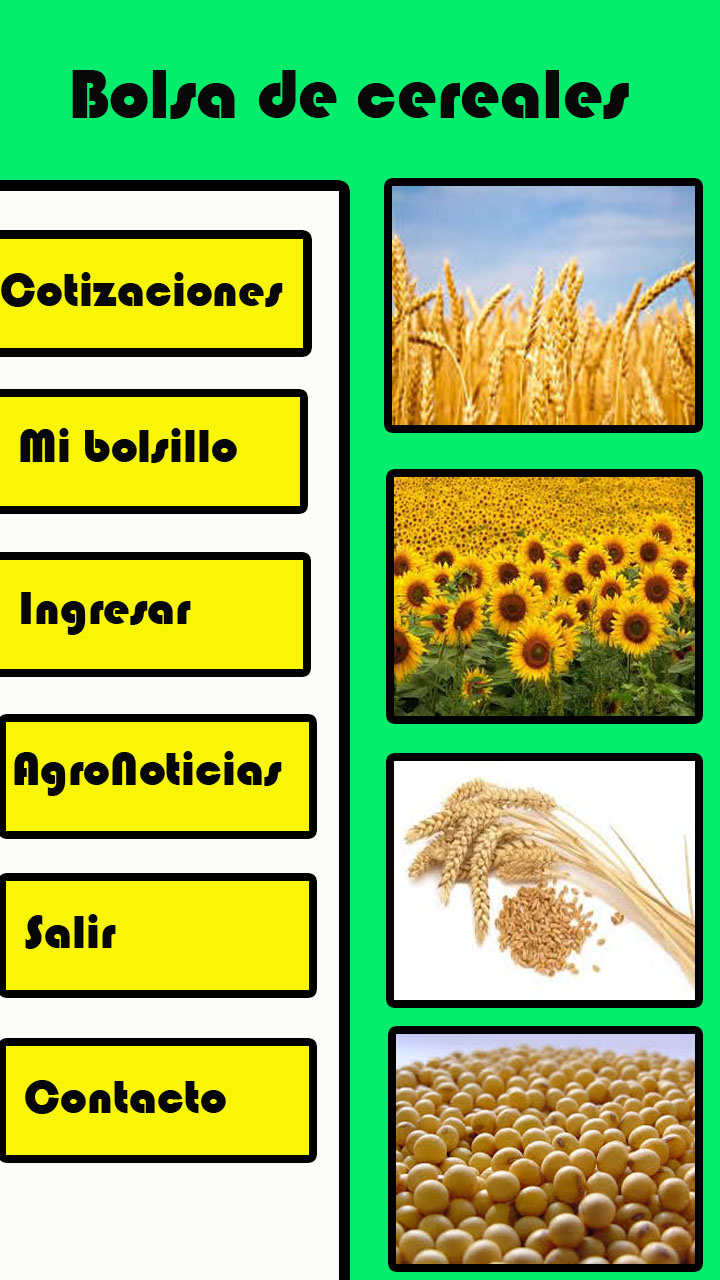 Bolsa de cereales
Cotizaciones
Mi bolsillo
Ingresar
AgroNoticias
Salir
Contacto